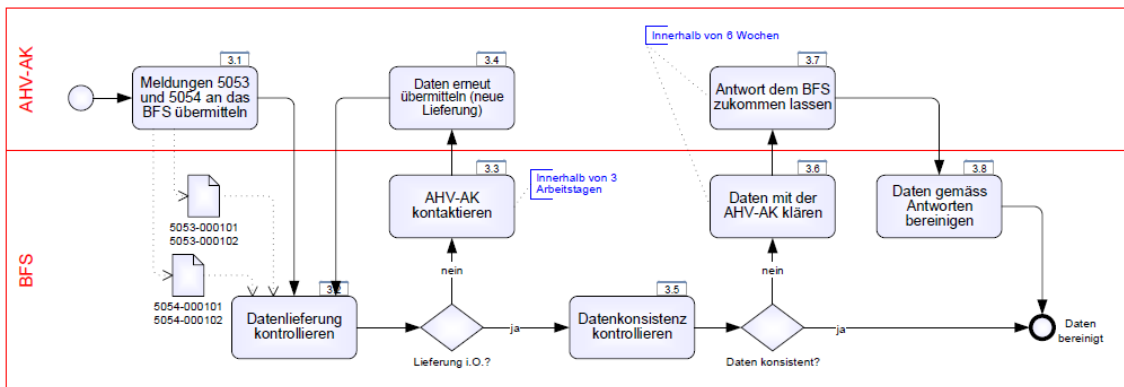 AHV-AK
3.1
Meldungen 5053
und 5054 an das
BFS übermitteln
3.4
Daten erneut
übermitteln (neue
Lieferung)
Innerhalb von 6 Wochen
3.7
Antwort dem BFS
zukommen lassen
BFS
5053-000101
5053-000102
5054-000101
5054-000102
3.2
Datenlieferung
kontrollieren
3.3
AHV-AK
kontaktieren
Innerhalb von 3
Arbeitstagen
nein
Lieferung i.O.?
ja
3.5
Datenkonsistenz
kontrollieren
3.6
Daten mit der
AHV-AK klären
nein
Daten konsistent?
ja
3.8
Daten gemäss
Antworten
bereinigen
Daten
bereinigt